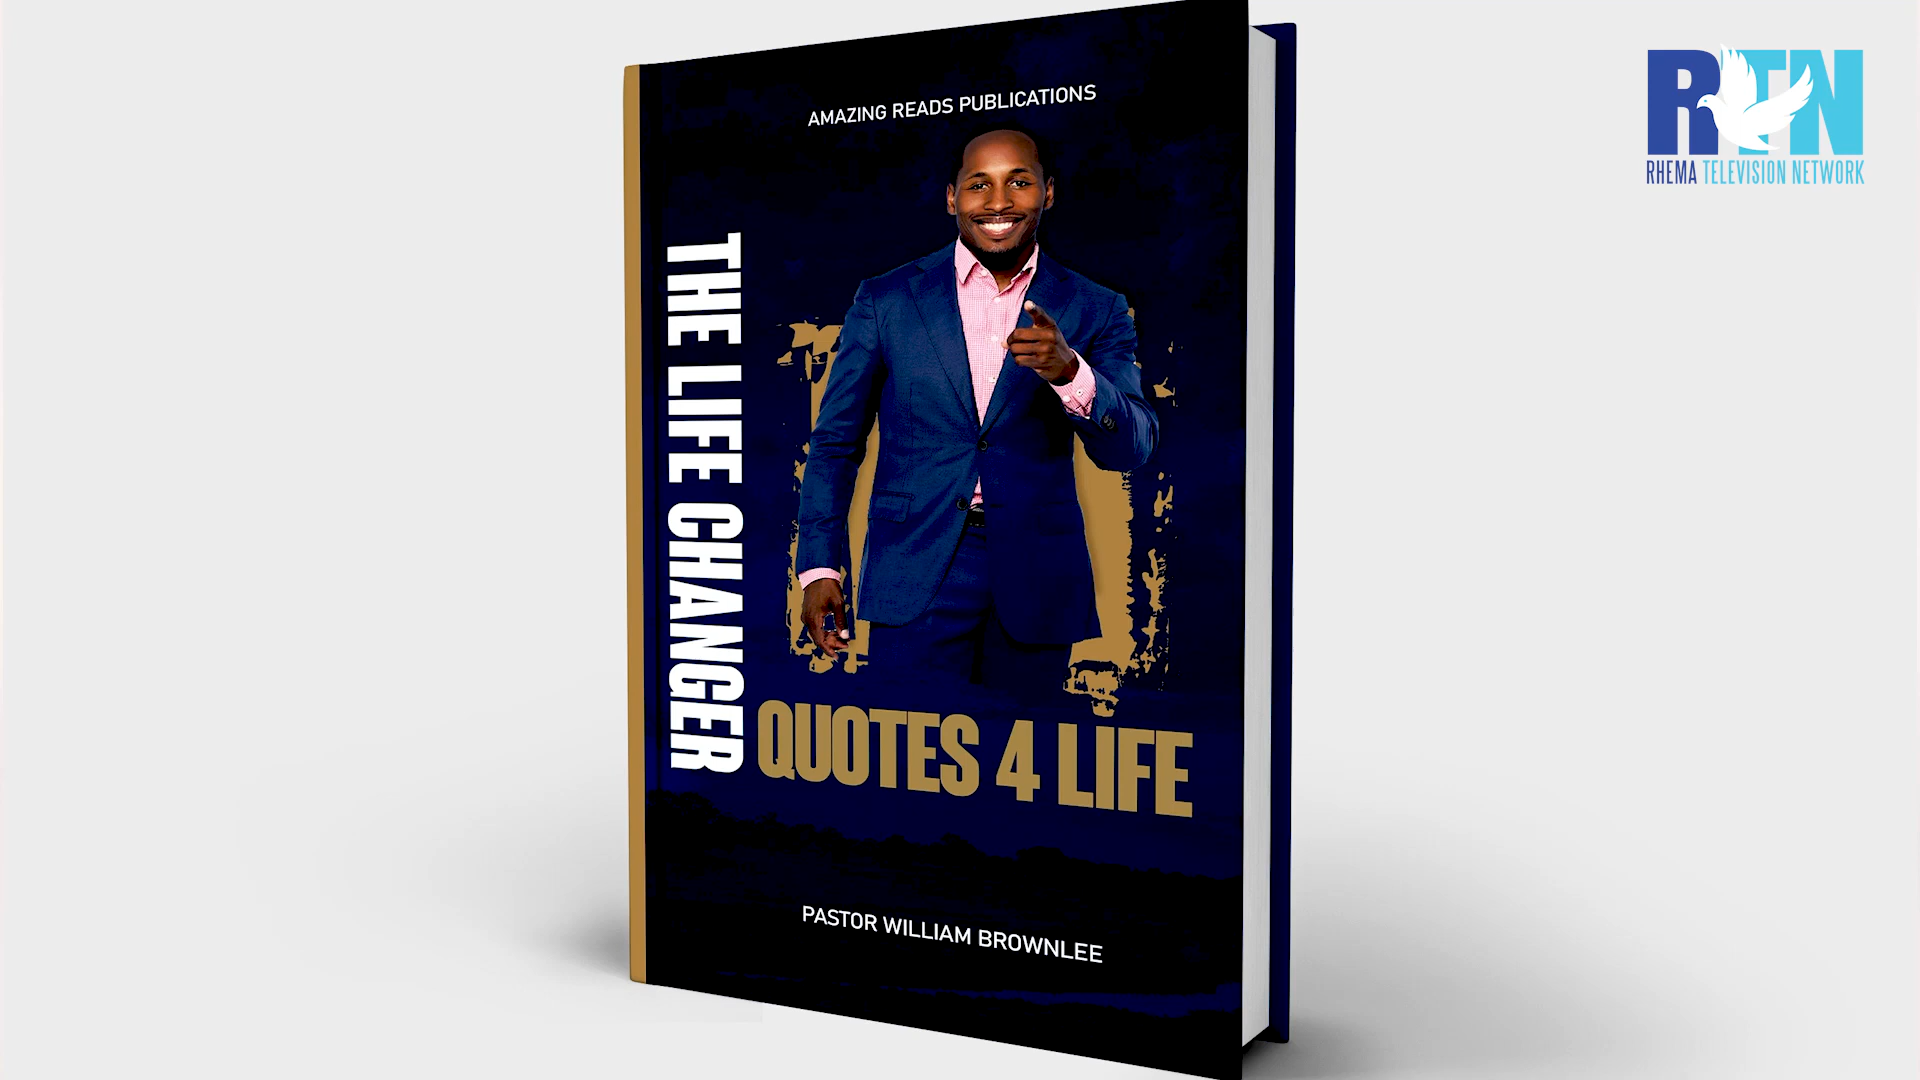 AMAZING READS PUBLICATIONS
RTN
RHEMA TELEVISION NETWORK
THE LIFE CHANGER
QUOTES 4 LIFE
PASTOR WILLIAM BROWNLEE